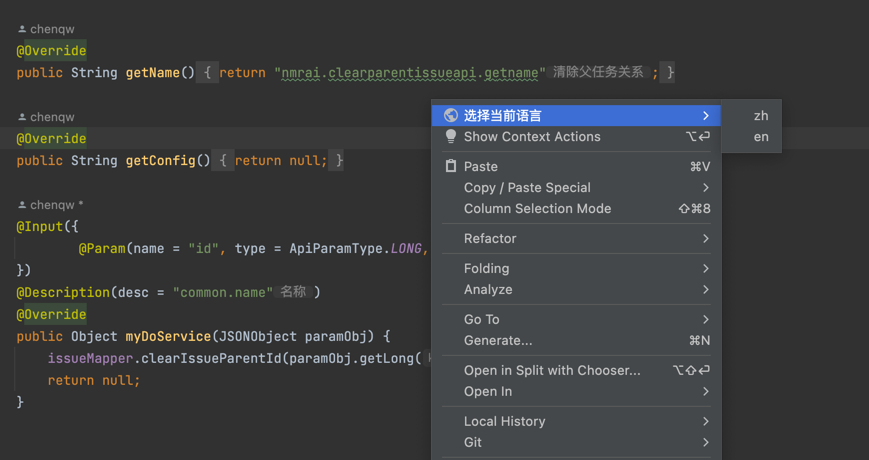 chenqw
@Override
public String getName() { return "nmrai.clearparentissueapi.getname" 清除父任务关系 ; }
chenqw
@Override
public String getConfig() { return null; }
chenqw *
@Input({
@Param(name = "id", type = ApiParamType.LONG,
})
@Description(desc = "common.name" 名称 )
@Override
public Object myDoService(JSONObject paramObj) {
issueMapper.clearIssueParentId(paramObj.getLong(
return null;
}
选择当前语言
Show Context Actions ⌥⏎
Paste ⌘V
Copy / Paste Special
Column Selection Mode ⇧⌘8
Refactor
Folding
Analyze
Go To
Generate... ⌘N
Open in Split with Chooser... ⌥⇧⏎
Open In
Local History
Git
zh
en